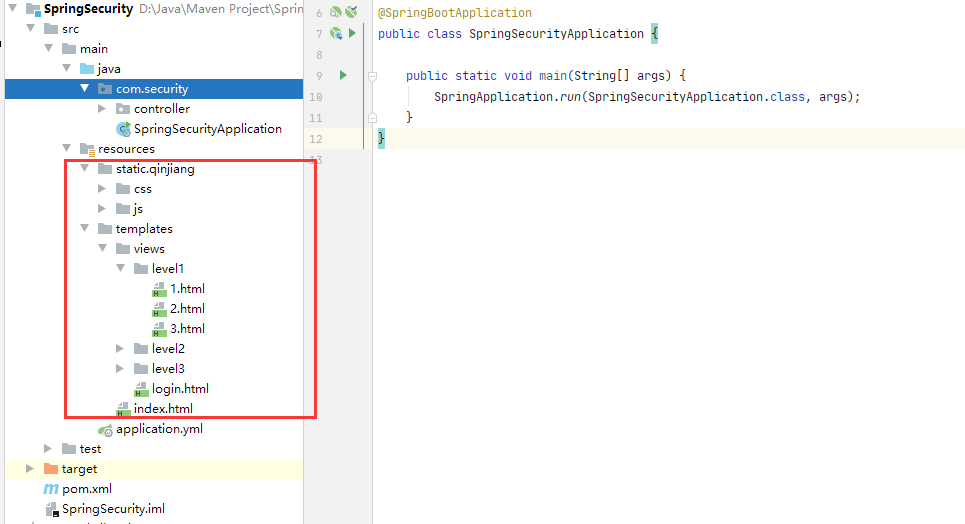 SpringSecurity D:\Java\Maven Project\Sprin
src
main
java
com.security
controller
SpringSecurityApplication
resources
static.qinjiang
css
js
templates
views
level1
1.html
2.html
3.html
level2
level3
login.html
index.html
application.yml
test
target
pom.xml
SpringSecurity.iml
6 @SpringBootApplication
7 public class SpringSecurityApplication {
8
9 public static void main(String[] args) {
10 SpringApplication.run(SpringSecurityApplication.class, args);
11 }
12 }
13